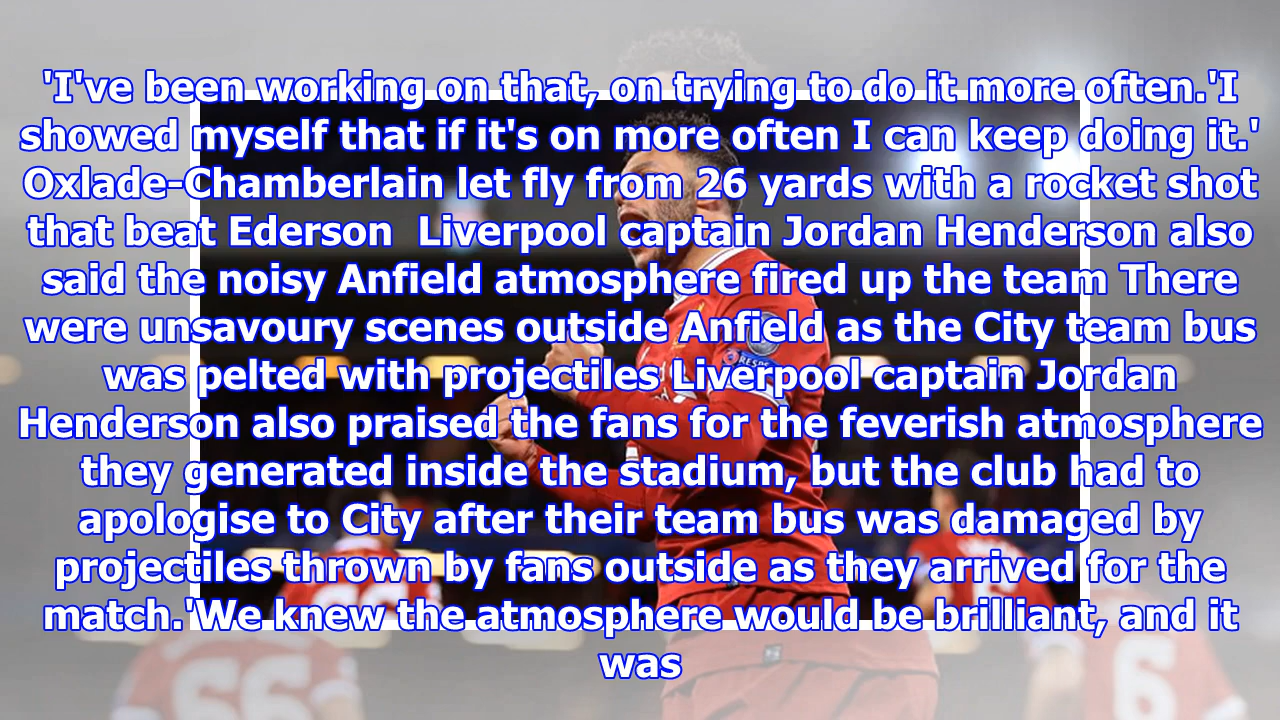 'I've been working on that, on trying to do it more often.'I
showed myself that if it's on more often I can keep doing it.'
Oxlade-Chamberlain let fly from 26 yards with a rocket shot
that beat Ederson  Liverpool captain Jordan Henderson also
said the noisy Anfield atmosphere fired up the team There
were unsavoury scenes outside Anfield as the City team bus
was pelted with projectiles Liverpool captain Jordan
Henderson also praised the fans for the feverish atmosphere
they generated inside the stadium, but the club had to
apologise to City after their team bus was damaged by
projectiles thrown by fans outside as they arrived for the
match.'We knew the atmosphere would be brilliant, and it
was
RESPE
66
6